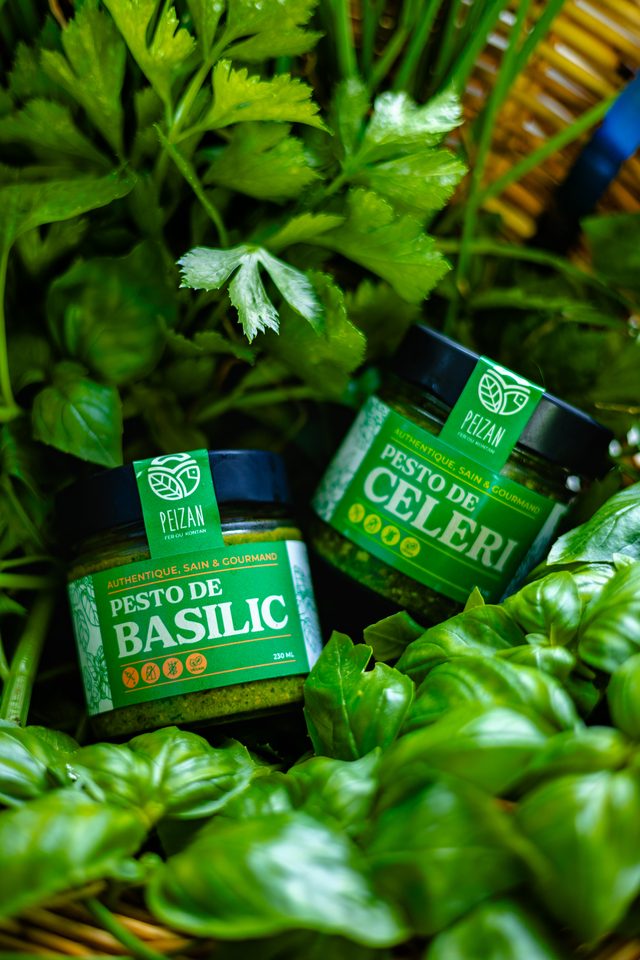 PEIZAN
FER OU KONTAN
AUTHENTIQUE, SAIN & GOURMAND
PESTO DE
BASILIC
230 ML
PEIZAN
FER OU KONTAN
AUTHENTIQUE, SAIN & GOURMAND
PESTO DE
CELERI